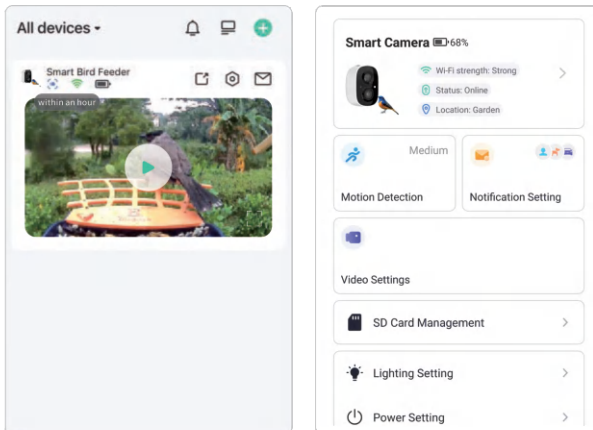 All devices
Smart Bird Feeder
within an hour
Smart Camera 68%
Wi-Fi strength: Strong
Status: Online
Location: Garden
Medium
Motion Detection
Notification Setting
Video Settings
SD Card Management
Lighting Setting
Power Setting